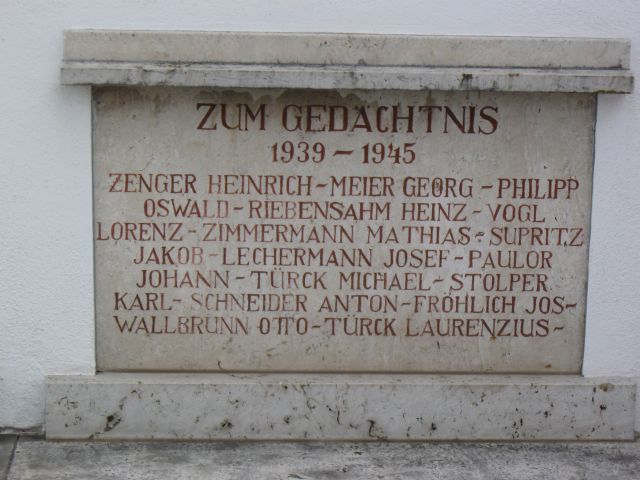 ZUM GEDÄCHTNIS
1939 - 1945
ZENGER HEINRICH - MEIER GEORG - PHILIPP
OSWALD - RIEBENSAHM HEINZ - VOGL
LORENZ - ZIMMERMANN MATHIAS - SUPRITZ
JAKOB - LECHERMANN JOSEF - PAULOR
JOHANN - TÜRCK MICHAEL - STOLPER
KARL - SCHNEIDER ANTON - FRÖHLICH JOS -
WALLBRUNN OTTO - TÜRCK LAURENZIUS -